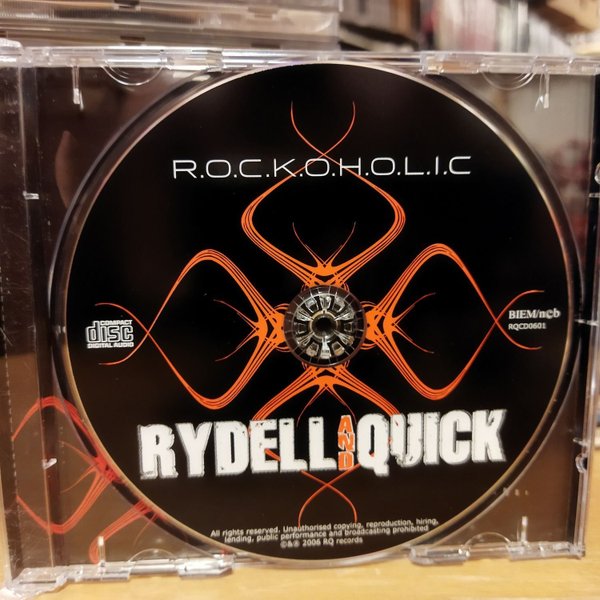 R.O.C.K.O.H.O.L.I.C
COMPACT
disc
DIGITAL AUDIO
BIEM/n©b
RQCD0601
RYDELL AND QUICK
All rights reserved. Unauthorised copying, reproduction, hiring,
lending, public performance and broadcasting prohibited
©&℗ 2006 RQ records